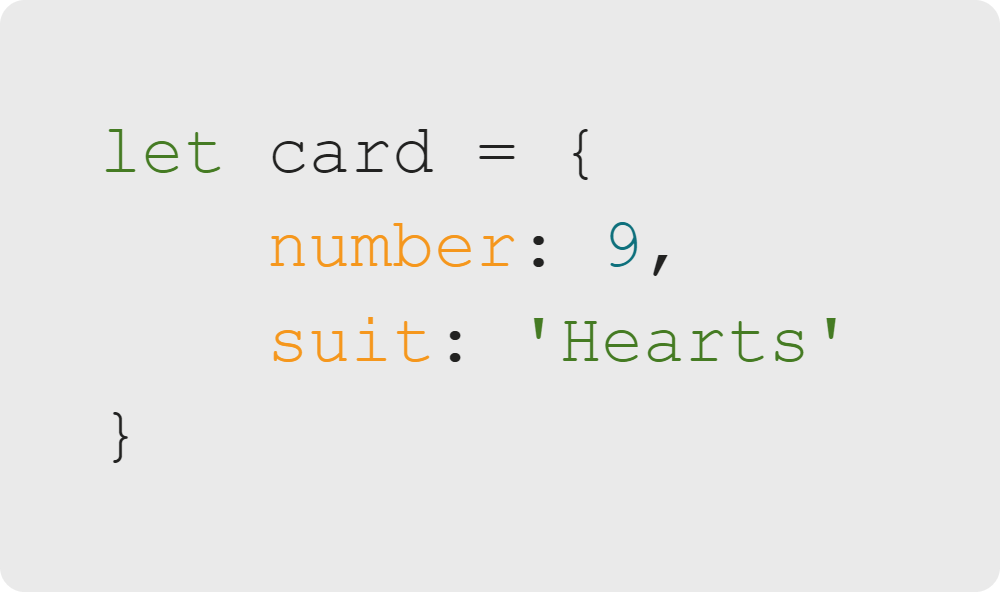 let card = {
    number: 9,
    suit: 'Hearts'
}